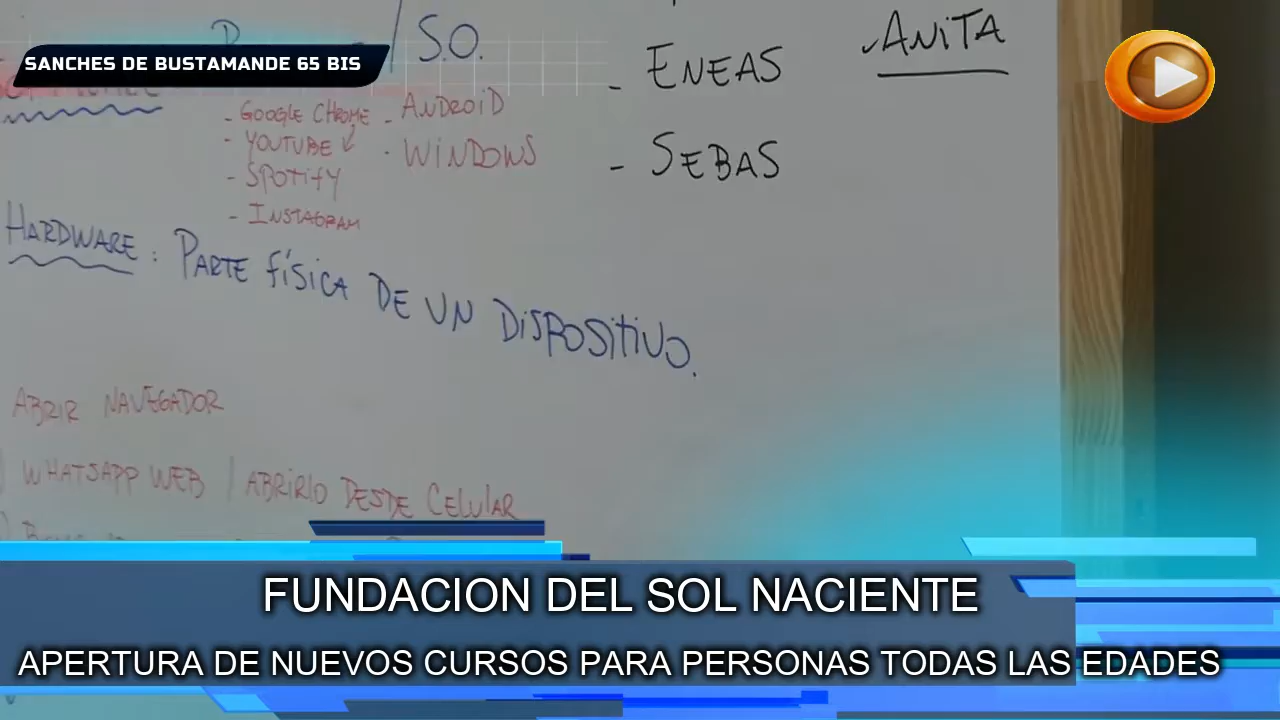 SANCHES DE BUSTAMANDE 65 BIS
/ S.O.
- GOOGLE CHROME
- YOUTUBE
- SPOTIFY
- INSTAGRAM
- ANDROID
- WINDOWS
- ENEAS
- SEBAS
✓ANITA
HARDWARE: PARTE FÍSICA DE UN DISPOSITIVO.
ABRIR NAVEGADOR
WHATSAPP WEB / ABRIRLO DESDE CELULAR
FUNDACION DEL SOL NACIENTE
APERTURA DE NUEVOS CURSOS PARA PERSONAS TODAS LAS EDADES